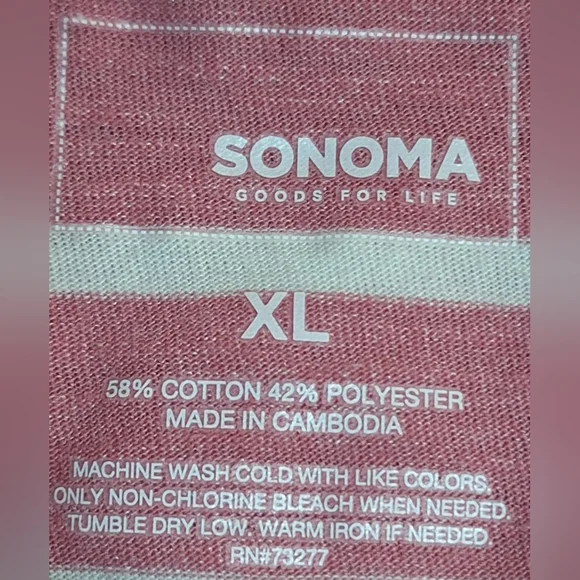 SONOMA
GOODS FOR LIFE
XL
58% COTTON 42% POLYESTER
MADE IN CAMBODIA
MACHINE WASH COLD WITH LIKE COLORS.
ONLY NON-CHLORINE BLEACH WHEN NEEDED.
TUMBLE DRY LOW. WARM IRON IF NEEDED.
RN#73277